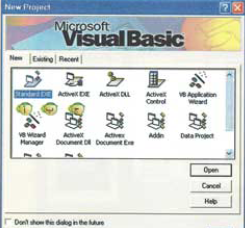 New Project
Microsoft
Visual Basic
New Existing Recent
Standard EXE ActiveX EXE ActiveX DLL ActiveX Control VB Application Wizard
VB Wizard Manager ActiveX Document Dll Activex Document Exe Addin Data Project
Open
Cancel
Help
Don't show this dialog in the future